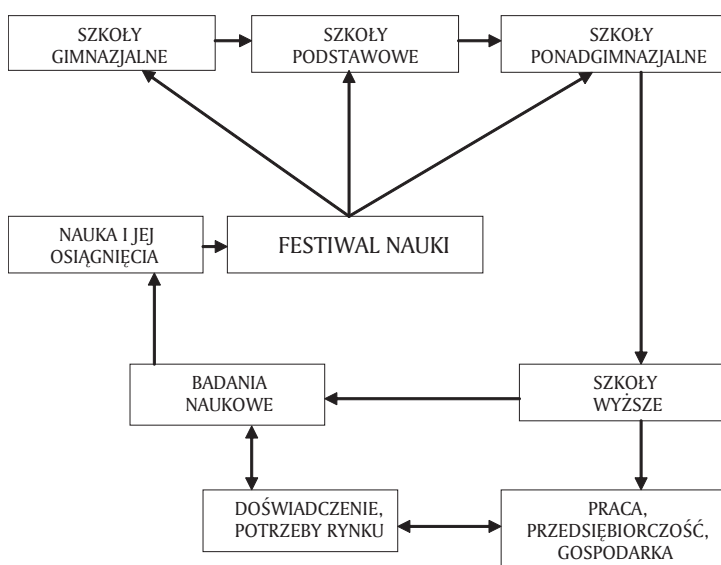 SZKOŁY
GIMNAZJALNE
SZKOŁY
PODSTAWOWE
SZKOŁY
PONADGIMNAZJALNE
NAUKA I JEJ
OSIĄGNIĘCIA
FESTIWAL NAUKI
BADANIA
NAUKOWE
SZKOŁY
WYŻSZE
DOŚWIADCZENIE,
POTRZEBY RYNKU
PRACA,
PRZEDSIĘBIORCZOŚĆ,
GOSPODARKA